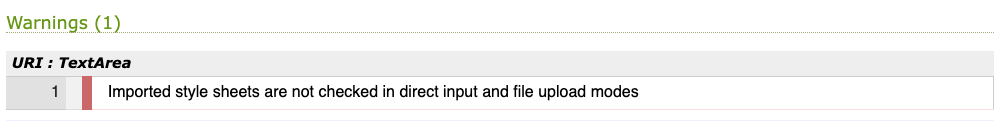 Warnings (1)
URI : TextArea
1 Imported style sheets are not checked in direct input and file upload modes